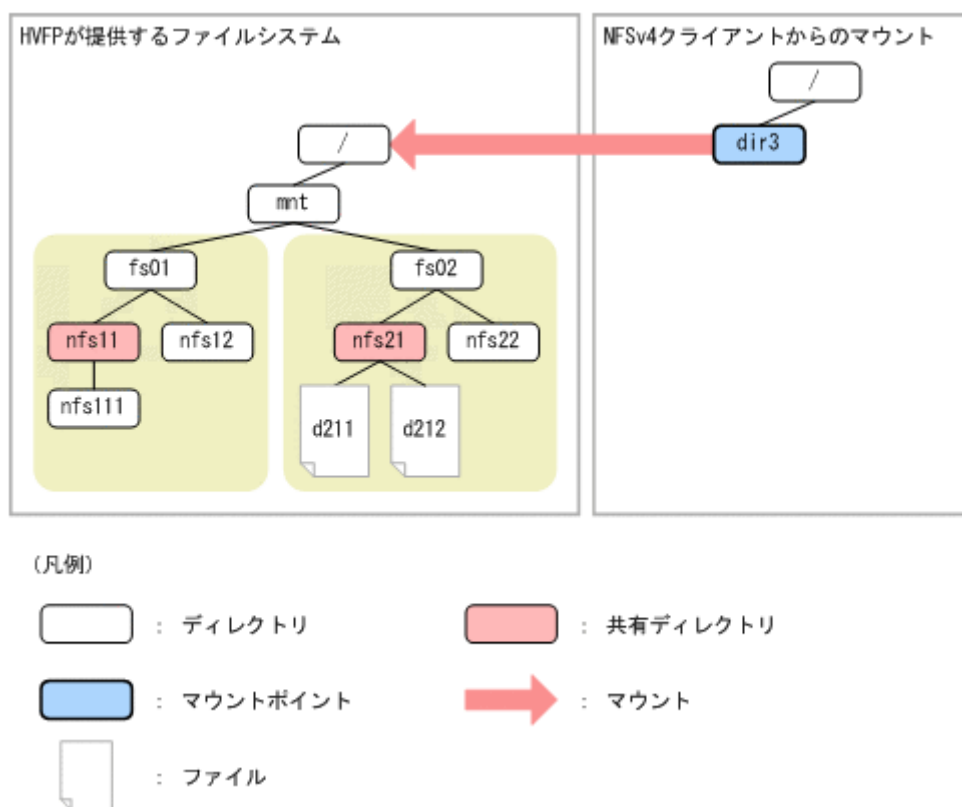 HVFPが提供するファイルシステム
NFSv4クライアントからのマウント
/
/
dir3
mnt
fs01
fs02
nfs11
nfs12
nfs21
nfs22
nfs111
d211
d212
(凡例)
： ディレクトリ
： 共有ディレクトリ
： マウントポイント
： マウント
： ファイル